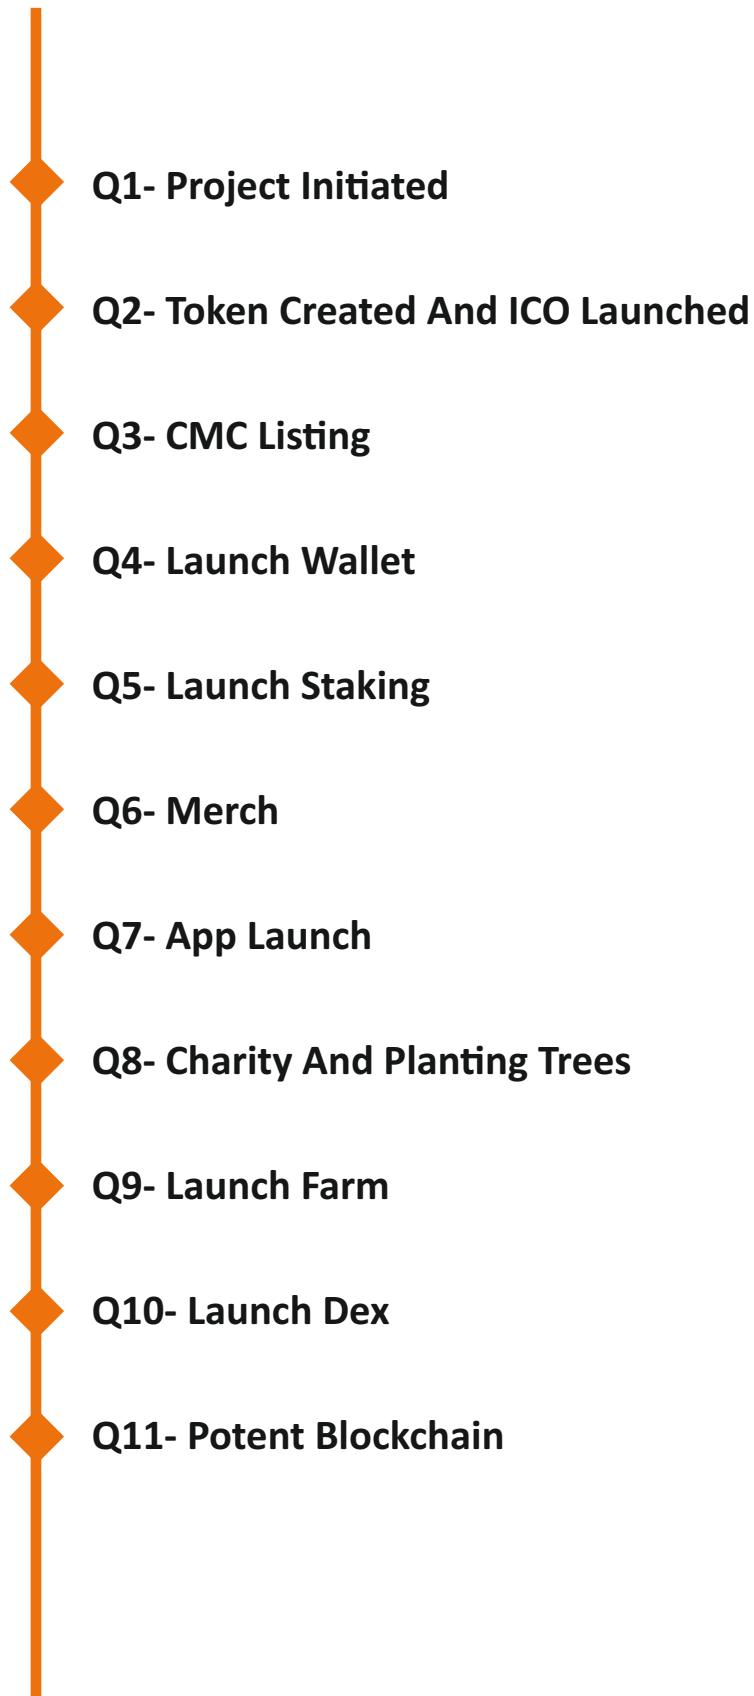 Q1- Project Initiated
Q2- Token Created And ICO Launched
Q3- CMC Listing
Q4- Launch Wallet
Q5- Launch Staking
Q6- Merch
Q7- App Launch
Q8- Charity And Planting Trees
Q9- Launch Farm
Q10- Launch Dex
Q11- Potent Blockchain